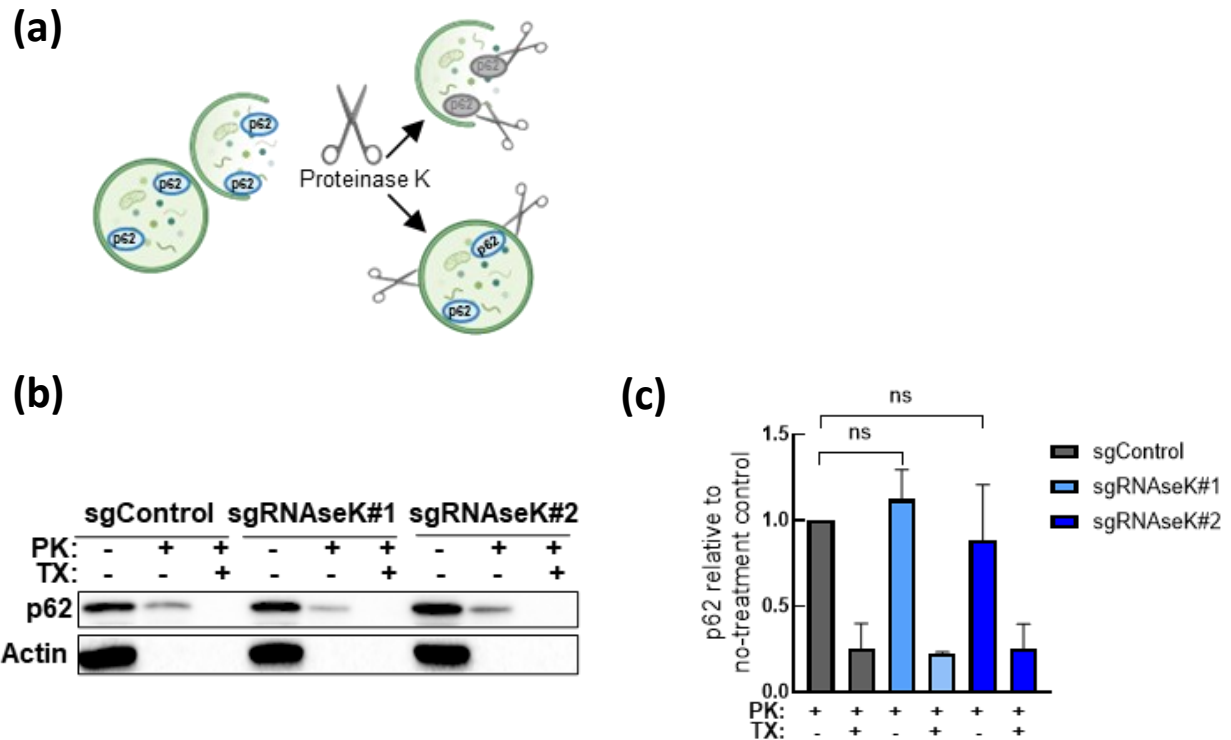 (a)
p62
p62
p62
p62
Proteinase K
p62
p62
p62
p62
(b)
sgControl sgRNAseK#1 sgRNAseK#2
PK: - + + - + + - + +
TX: - - + - - + - - +
p62
Actin
(c)
ns
ns
1.5
1.0
0.5
0.0
p62 relative to
no-treatment control
PK: + + + + + +
TX: - + - + - +
sgControl
sgRNAseK#1
sgRNAseK#2